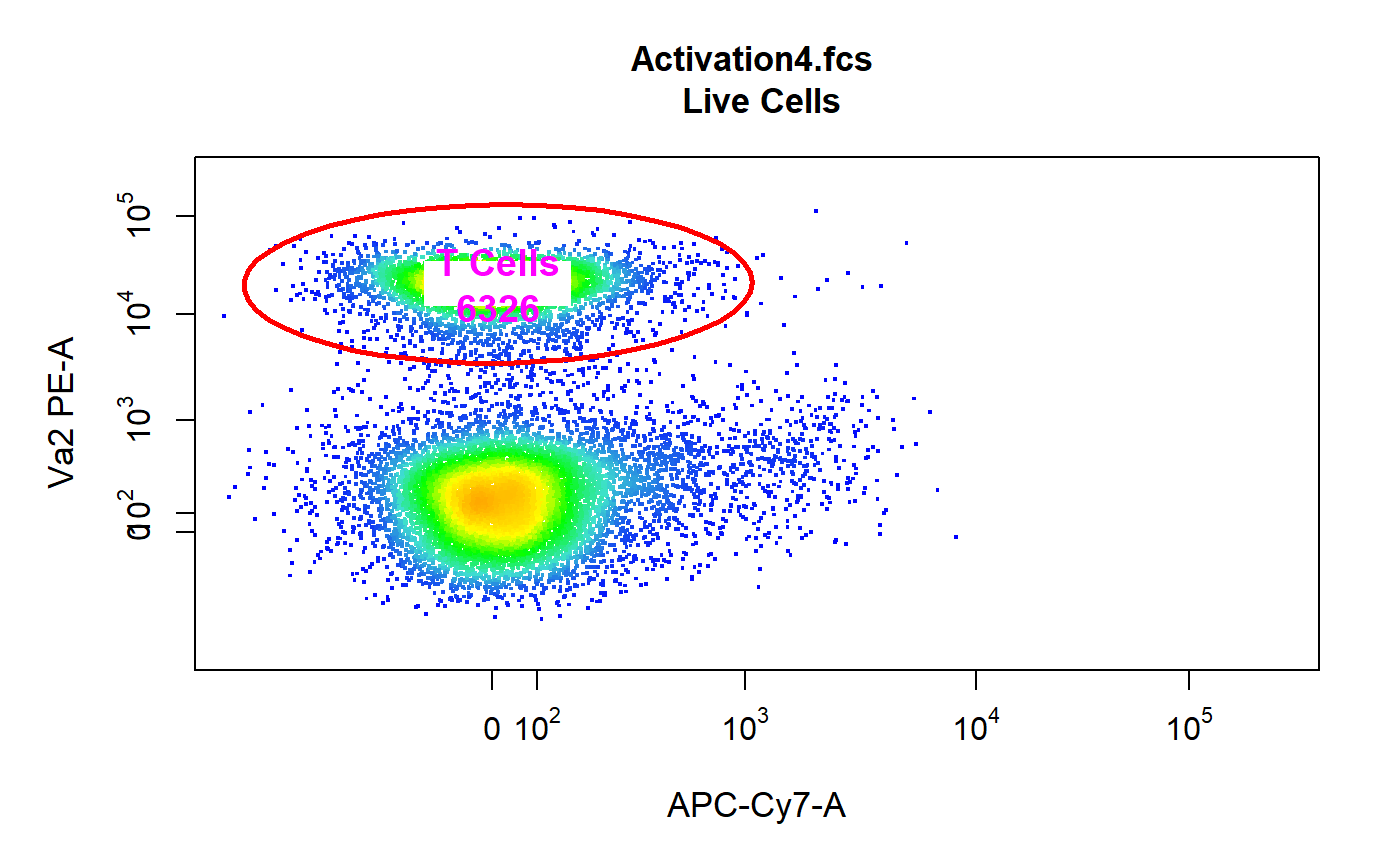 Activation4.fcs
Live Cells
T Cells
6326
Va2 PE-A
10^5
10^4
10^3
10^2
0
0 10^2 10^3 10^4 10^5
APC-Cy7-A